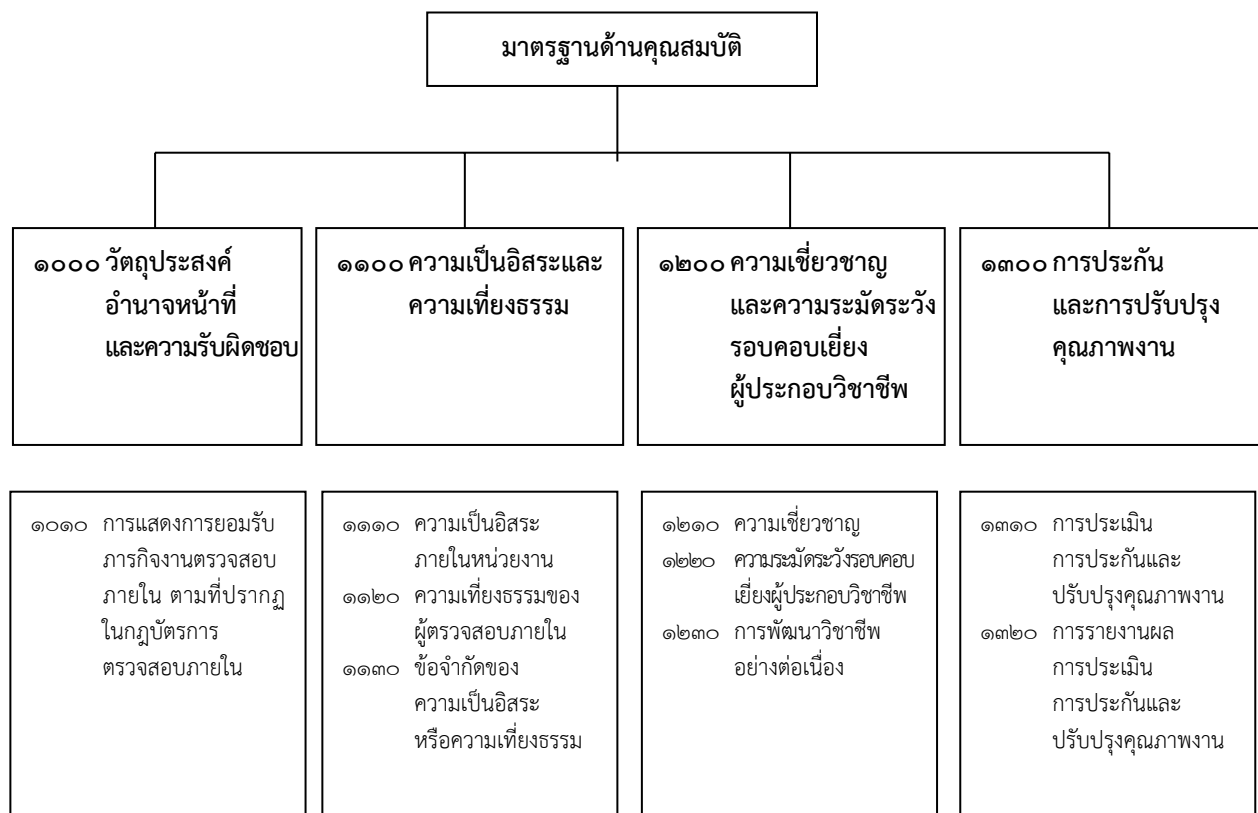 มาตรฐานด้านคุณสมบัติ
๑๐๐๐ วัตถุประสงค์
อำนาจหน้าที่
และความรับผิดชอบ
๑๑๐๐ ความเป็นอิสระและ
ความเที่ยงธรรม
๑๒๐๐ ความเชี่ยวชาญ
และความระมัดระวัง
รอบคอบเยี่ยง
ผู้ประกอบวิชาชีพ
๑๓๐๐ การประกัน
และการปรับปรุง
คุณภาพงาน
๑๐๑๐ การแสดงการยอมรับ
ภารกิจงานตรวจสอบ
ภายใน ตามที่ปรากฏ
ในกฎบัตรการ
ตรวจสอบภายใน
๑๑๑๐ ความเป็นอิสระ
ภายในหน่วยงาน
๑๑๒๐ ความเที่ยงธรรมของ
ผู้ตรวจสอบภายใน
๑๑๓๐ ข้อจำกัดของ
ความเป็นอิสระ
หรือความเที่ยงธรรม
๑๒๑๐ ความเชี่ยวชาญ
๑๒๒๐ ความระมัดระวังรอบคอบ
เยี่ยงผู้ประกอบวิชาชีพ
๑๒๓๐ การพัฒนาวิชาชีพ
อย่างต่อเนื่อง
๑๓๑๐ การประเมิน
การประกันและ
ปรับปรุงคุณภาพงาน
๑๓๒๐ การรายงานผล
การประเมิน
การประกันและ
ปรับปรุงคุณภาพงาน